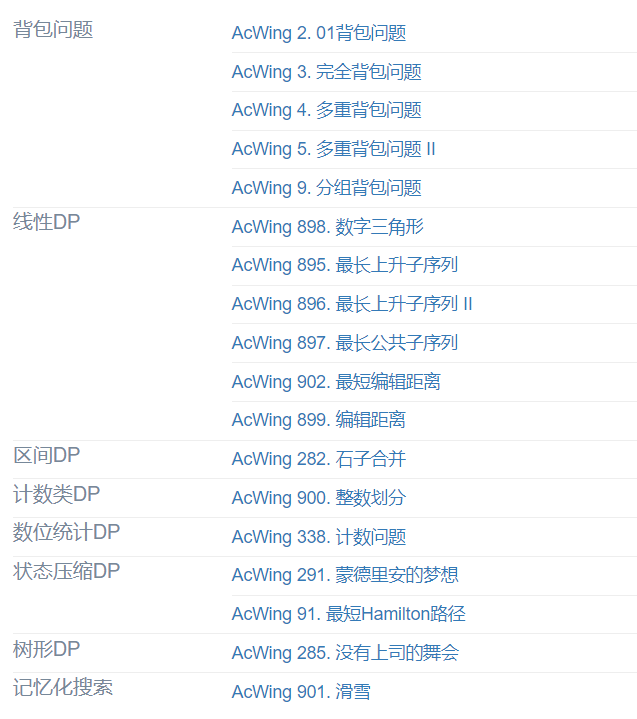 背包问题 AcWing 2. 01背包问题
AcWing 3. 完全背包问题
AcWing 4. 多重背包问题
AcWing 5. 多重背包问题 II
AcWing 9. 分组背包问题
线性DP AcWing 898. 数字三角形
AcWing 895. 最长上升子序列
AcWing 896. 最长上升子序列 II
AcWing 897. 最长公共子序列
AcWing 902. 最短编辑距离
AcWing 899. 编辑距离
区间DP AcWing 282. 石子合并
计数类DP AcWing 900. 整数划分
数位统计DP AcWing 338. 计数问题
状态压缩DP AcWing 291. 蒙德里安的梦想
AcWing 91. 最短Hamilton路径
树形DP AcWing 285. 没有上司的舞会
记忆化搜索 AcWing 901. 滑雪